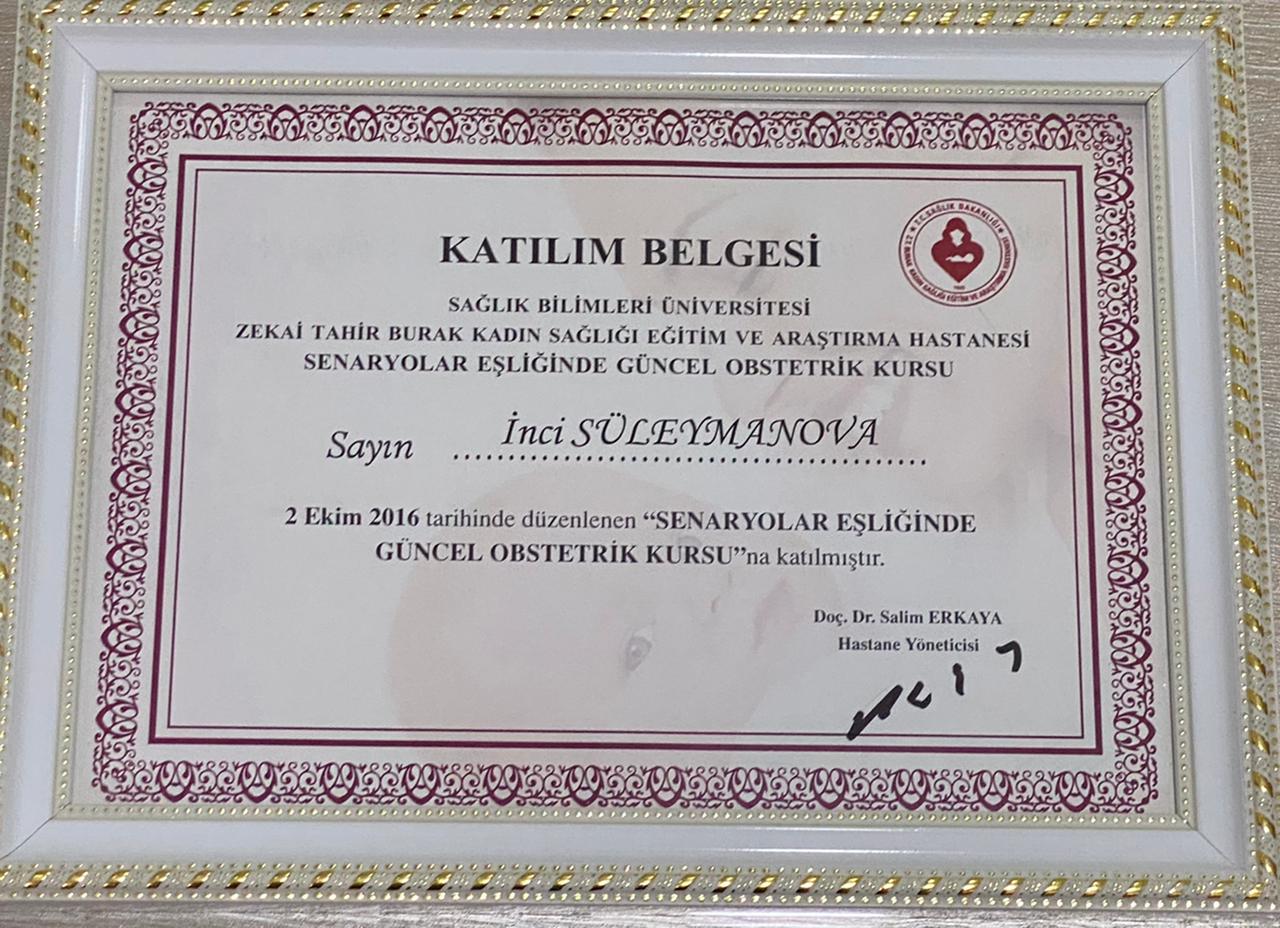 KATILIM BELGESİ
T.C. SAĞLIK BAKANLIĞI
SAĞLIK BİLİMLERİ ÜNİVERSİTESİ
ZEKAİ TAHİR BURAK KADIN SAĞLIĞI EĞİTİM VE ARAŞTIRMA HASTANESİ
SENARYOLAR EŞLİĞİNDE GÜNCEL OBSTETRİK KURSU
Sayın İnci SÜLEYMANOVA
2 Ekim 2016 tarihinde düzenlenen “SENARYOLAR EŞLİĞİNDE
GÜNCEL OBSTETRİK KURSU”na katılmıştır.
Doç. Dr. Salim ERKAYA
Hastane Yöneticisi